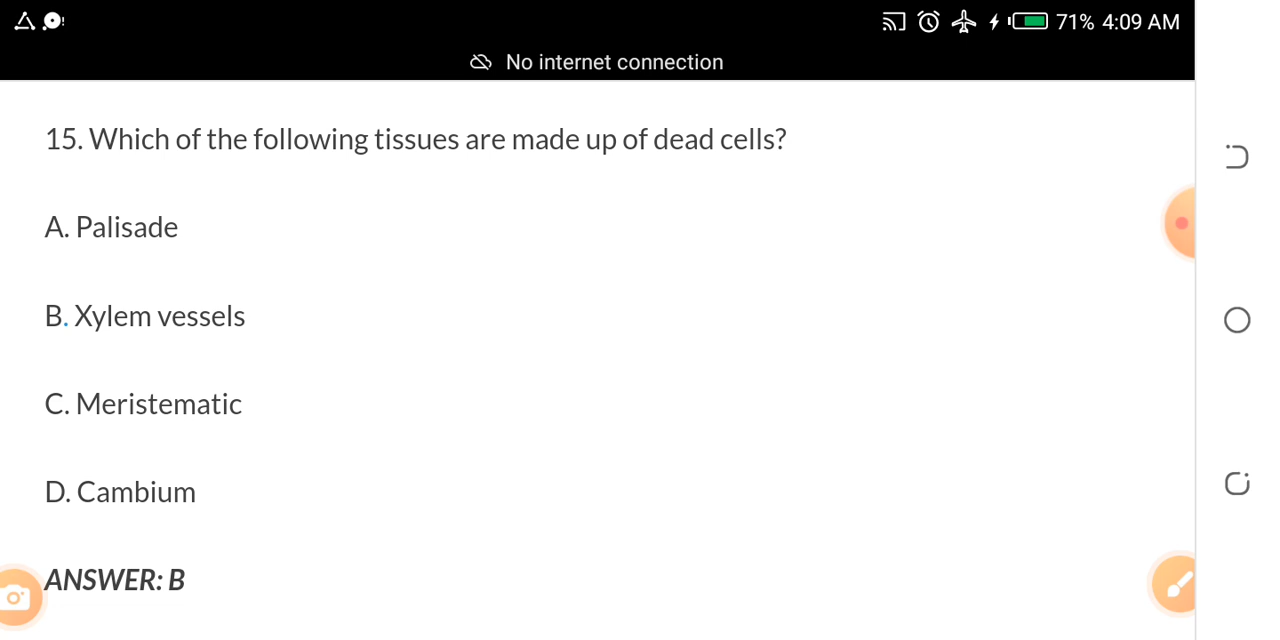 71% 4:09 AM
No internet connection
15. Which of the following tissues are made up of dead cells?
A. Palisade
B. Xylem vessels
C. Meristematic
D. Cambium
ANSWER: B